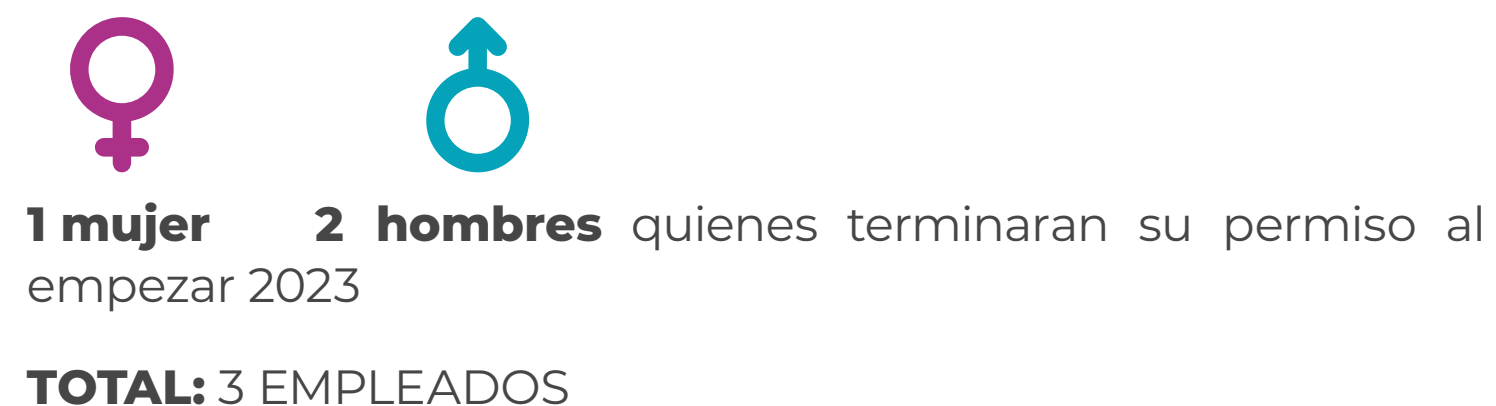 1 mujer 2 hombres quienes terminaran su permiso al
empezar 2023
TOTAL: 3 EMPLEADOS